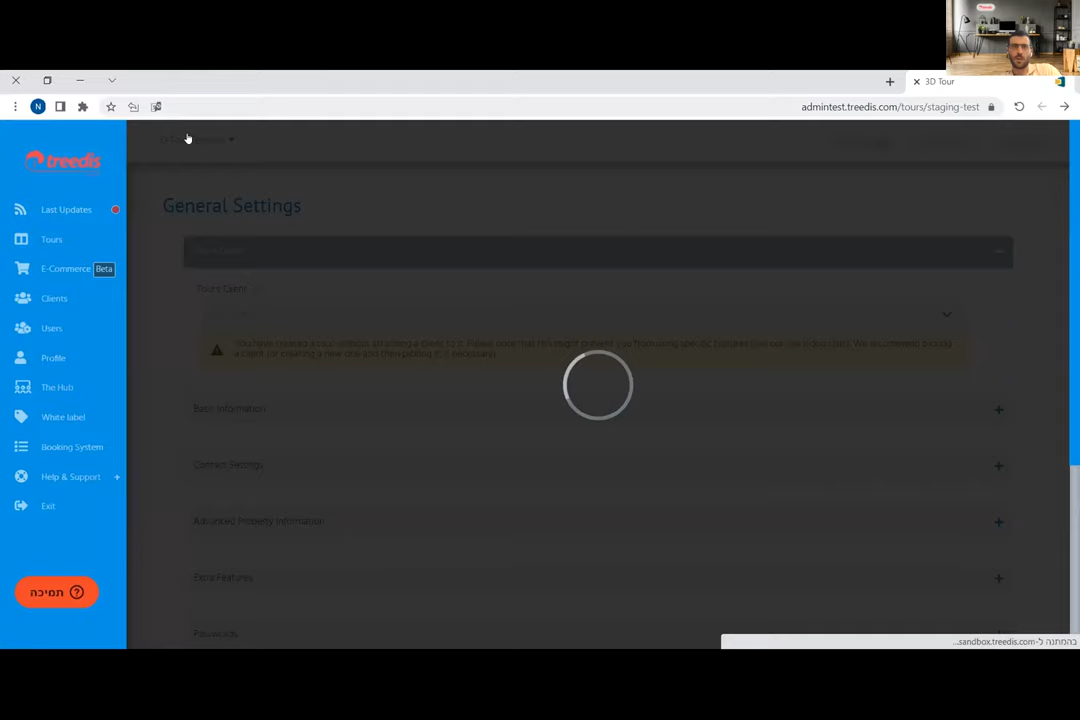 3D Tour
N
admintest.treedis.com/tours/staging-test
treedis
Last Updates
Tours
E-Commerce Beta
Clients
Users
Profile
The Hub
White label
Booking System
Help & Support +
Exit
תמיכה ?
General Settings
Tours Client
Basic Information
Contact Settings
Advanced Property Information
Extra Features
Passwords
בהמתנה ל-sandbox.treedis.com...